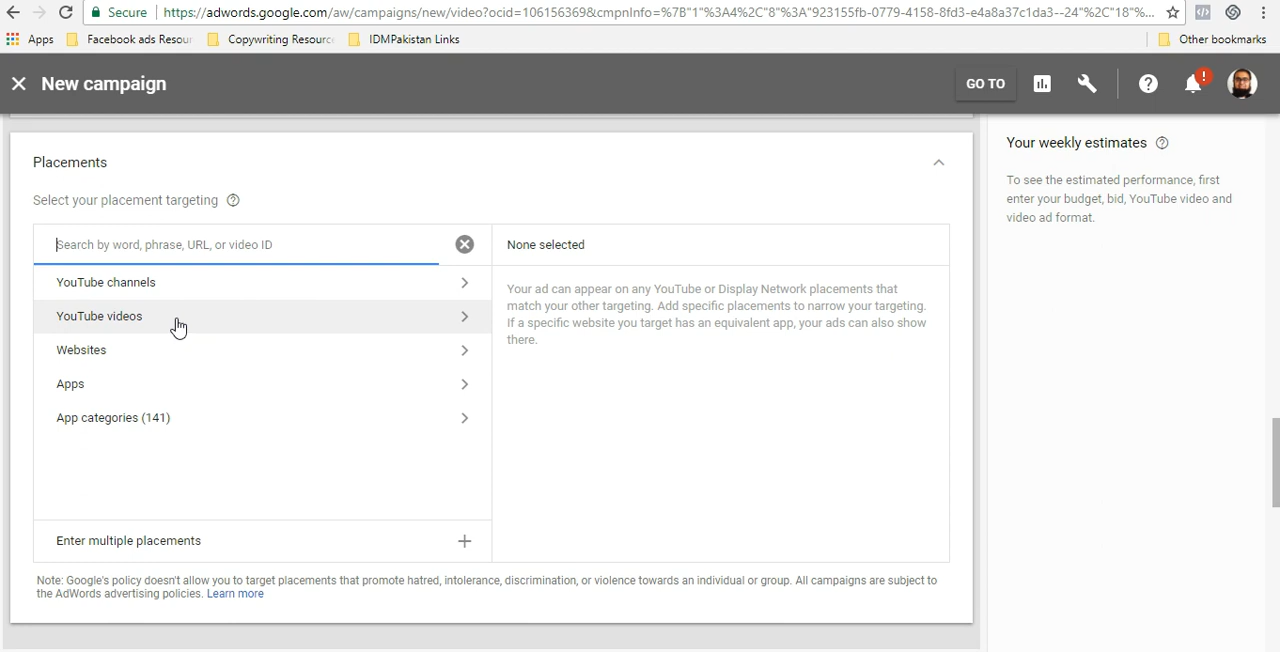 Secure
https://adwords.google.com/aw/campaigns/new/video?ocid=106156369&cmpnInfo=%7B"1"%3A4%2C"8"%3A"923155fb-0779-4158-8fd3-e4a8a37c1da3--24"%2C"18"%...
Apps
Facebook ads Resou
Copywriting Resourc
IDMPakistan Links
Other bookmarks
New campaign
GO TO
!
Placements
Select your placement targeting
Search by word, phrase, URL, or video ID
YouTube channels
YouTube videos
Websites
Apps
App categories (141)
Enter multiple placements
None selected
Your ad can appear on any YouTube or Display Network placements that
match your other targeting. Add specific placements to narrow your targeting.
If a specific website you target has an equivalent app, your ads can also show
there.
Note: Google's policy doesn't allow you to target placements that promote hatred, intolerance, discrimination, or violence towards an individual or group. All campaigns are subject to
the AdWords advertising policies. Learn more
Your weekly estimates
To see the estimated performance, first
enter your budget, bid, YouTube video and
video ad format.